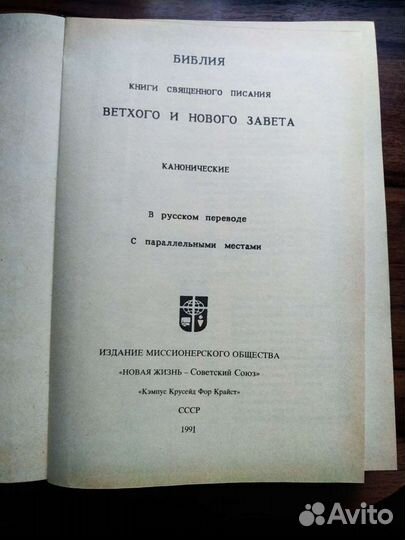 БИБЛИЯ
КНИГИ СВЯЩЕННОГО ПИСАНИЯ
ВЕТХОГО И НОВОГО ЗАВЕТА
КАНОНИЧЕСКИЕ
В русском переводе
С параллельными местами
ИЗДАНИЕ МИССИОНЕРСКОГО ОБЩЕСТВА
«НОВАЯ ЖИЗНЬ – Советский Союз»
«Кэмпус Крусейд Фор Крайст»
СССР
1991
Avito